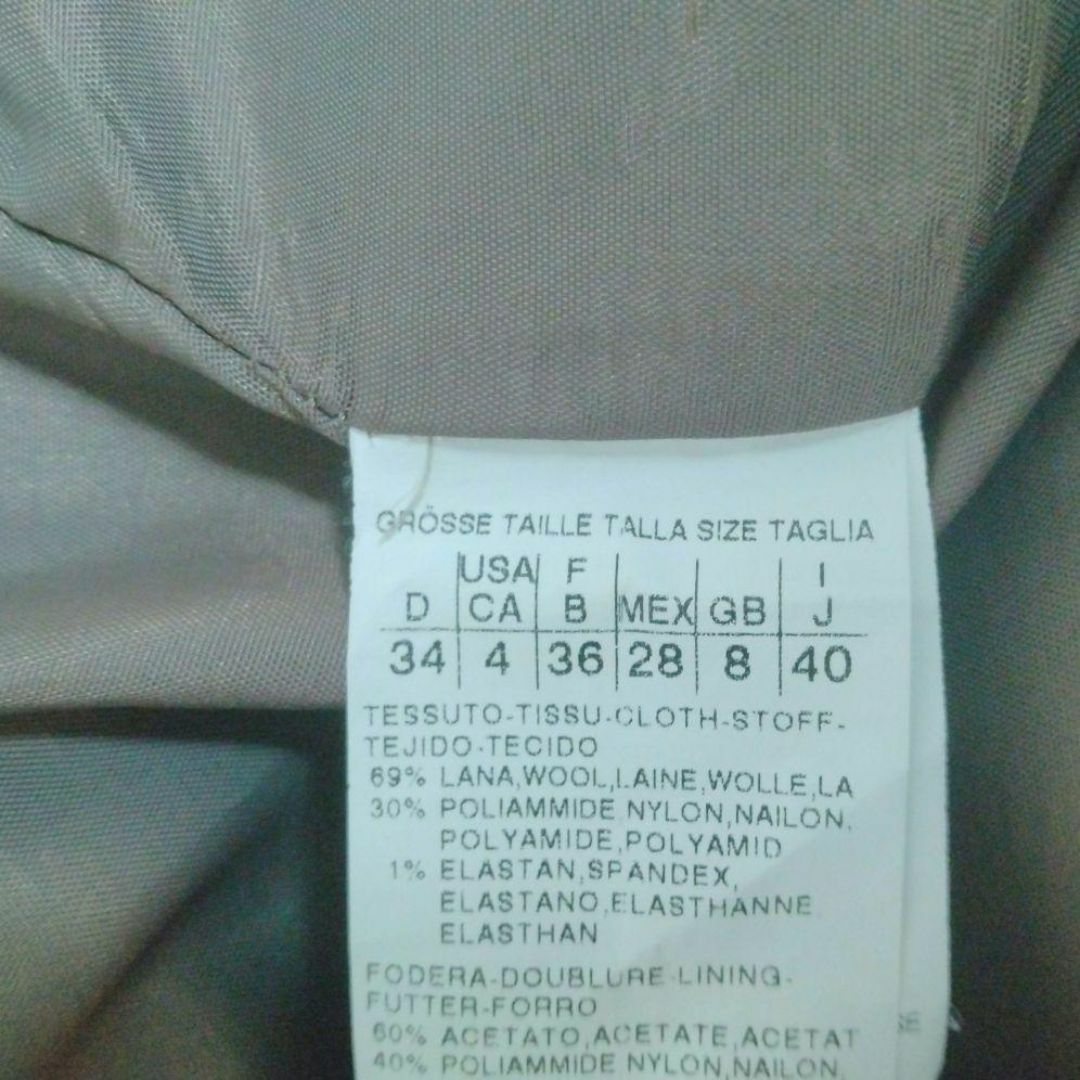 GRÖSSE TAILLE TALLA SIZE TAGLIA
USA F I
D CA B MEX GB J
34 4 36 28 8 40
TESSUTO-TISSU-CLOTH-STOFF-
TEJIDO-TECIDO
69% LANA,WOOL,LAINE,WOLLE,LA
30% POLIAMMIDE NYLON,NAILON,
POLYAMIDE,POLYAMID
1% ELASTAN,SPANDEX,
ELASTANO,ELASTHANNE
ELASTHAN
FODERA-DOUBLURE-LINING-
FUTTER-FORRO
60% ACETATO,ACETATE,ACETAT
40% POLIAMMIDE NYLON,NAILON,